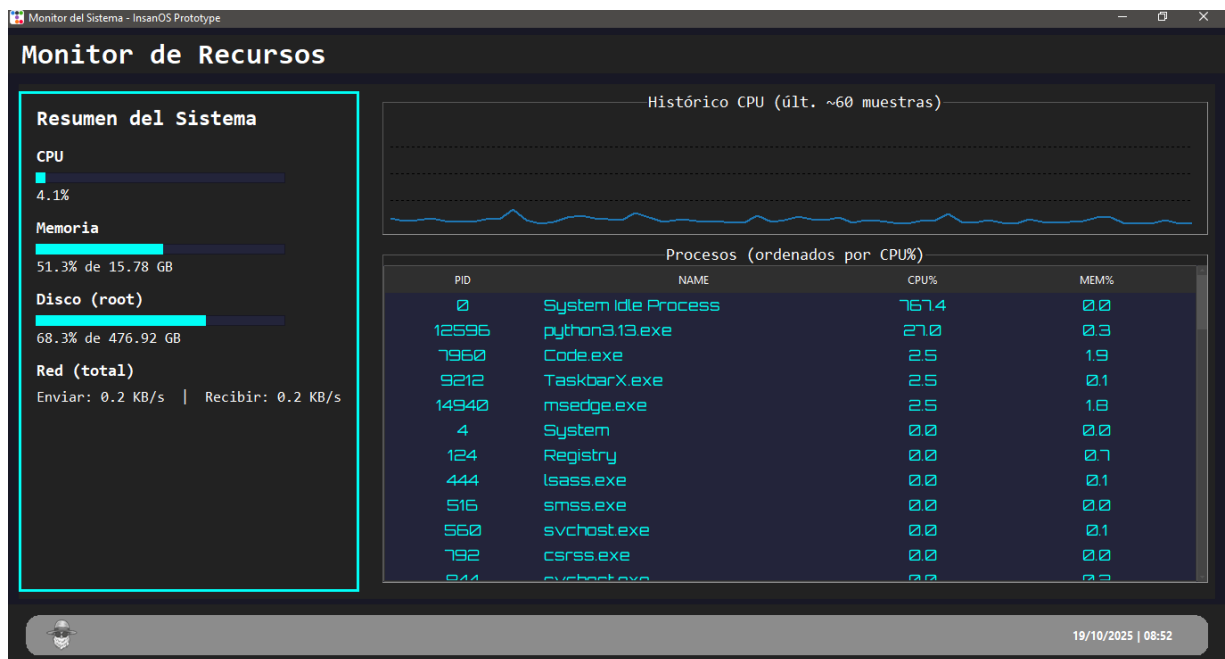 Monitor del Sistema - InsanOS Prototype
Monitor de Recursos
Resumen del Sistema
CPU
4.1%
Memoria
51.3% de 15.78 GB
Disco (root)
68.3% de 476.92 GB
Red (total)
Enviar: 0.2 KB/s | Recibir: 0.2 KB/s
Histórico CPU (últ. ~60 muestras)
Procesos (ordenados por CPU%)
PID NAME CPU% MEM%
0 System Idle Process 767.4 0.0
12596 python3.13.exe 27.0 0.3
7960 Code.exe 2.5 1.9
9212 TaskbarX.exe 2.5 0.1
14940 msedge.exe 2.5 1.8
4 System 0.0 0.0
124 Registry 0.0 0.7
444 lsass.exe 0.0 0.1
516 smss.exe 0.0 0.0
560 svchost.exe 0.0 0.1
792 csrss.exe 0.0 0.0
19/10/2025 | 08:52